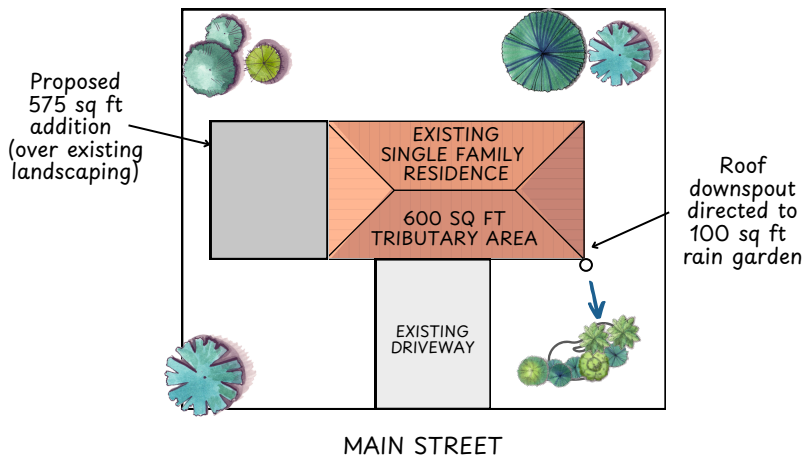 Proposed
575 sq ft
addition
(over existing
landscaping)
EXISTING
SINGLE FAMILY
RESIDENCE
600 SQ FT
TRIBUTARY AREA
Roof
downspout
directed to
100 sq ft
rain garden
EXISTING
DRIVEWAY
MAIN STREET